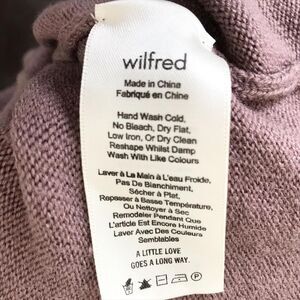 wilfred
Made in China
Fabriqué en Chine
Hand Wash Cold,
No Bleach, Dry Flat,
Low Iron, Or Dry Clean
Reshape Whilst Damp
Wash With Like Colours
Laver à La Main à L'eau Froide,
Pas De Blanchiment,
Sécher à Plat,
Repasser à Basse Température,
Ou Nettoyer à Sec
Remodeler Pendant Que
L'article Est Encore Humide
Laver Avec Des Couleurs
Semblables
A LITTLE LOVE
GOES A LONG WAY.
P